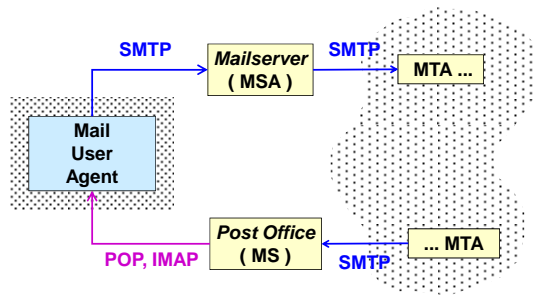 SMTP
Mailserver
( MSA )
SMTP
MTA ...
Mail
User
Agent
Post Office
( MS )
... MTA
POP, IMAP
SMTP